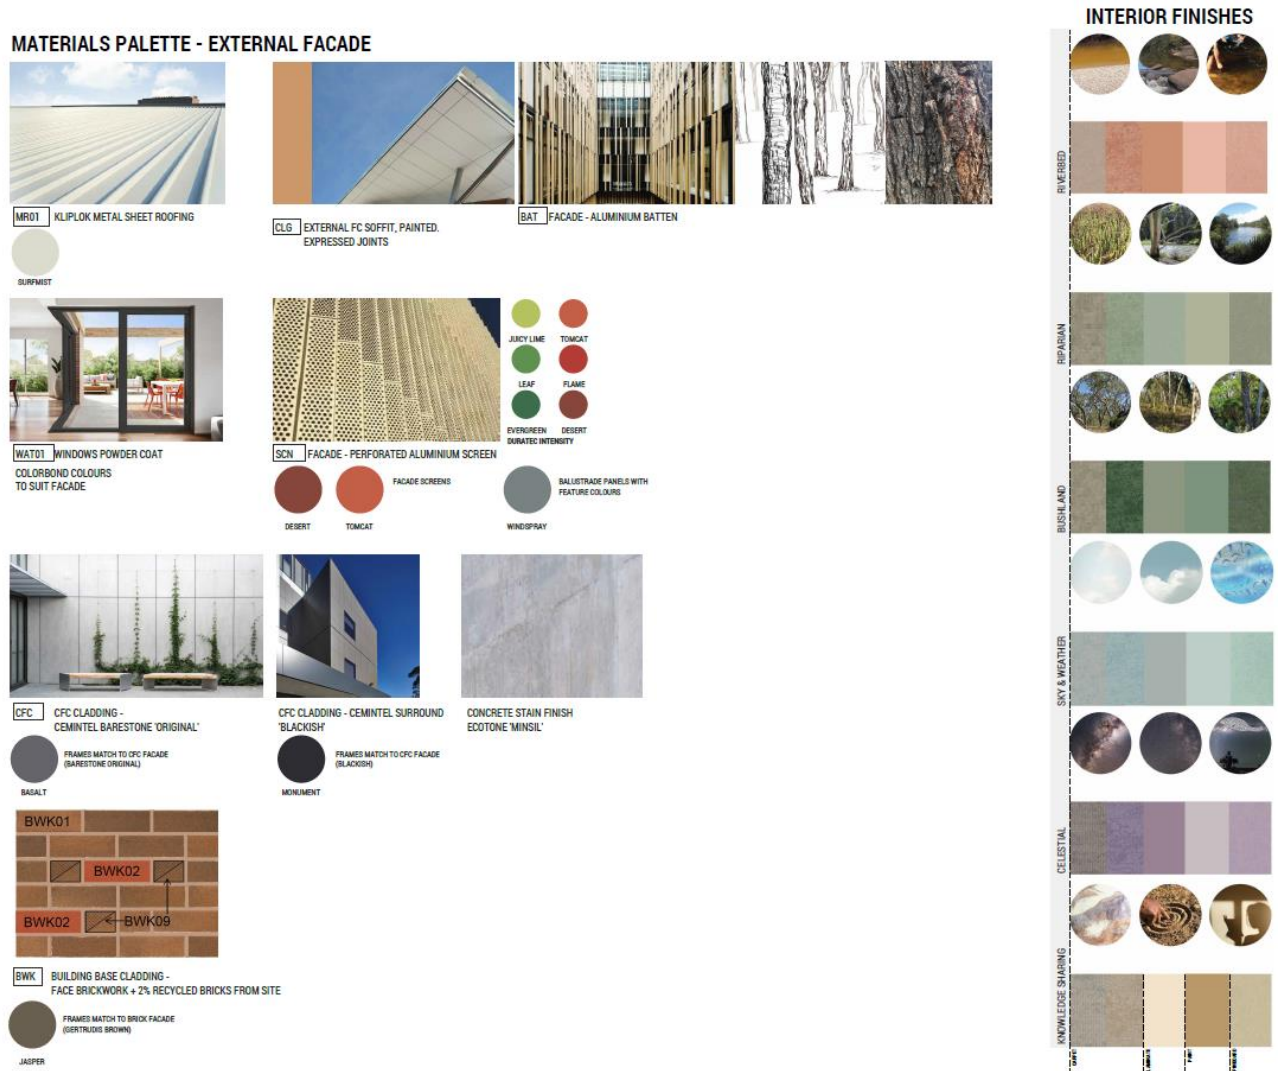 MATERIALS PALETTE - EXTERNAL FACADE
MR01 KLIPLOK METAL SHEET ROOFING
SURFMIST
CLG EXTERNAL FC SOFFIT, PAINTED.
EXPRESSED JOINTS
BAT FACADE - ALUMINIUM BATTEN
WAT01 WINDOWS POWDER COAT
COLORBOND COLOURS
TO SUIT FACADE
SCN FACADE - PERFORATED ALUMINIUM SCREEN
JUICY LIME TOMCAT
LEAF FLAME
EVERGREEN DESERT
DURATEC INTENSITY
DESERT
TOMCAT
FACADE SCREENS
WINDSPRAY
BALUSTRADE PANELS WITH
FEATURE COLOURS
CFC CFC CLADDING -
CEMINTEL BARESTONE 'ORIGINAL'
FRAMES MATCH TO CFC FACADE
(BARESTONE ORIGINAL)
BASALT
CFC CLADDING - CEMINTEL SURROUND
'BLACKISH'
FRAMES MATCH TO CFC FACADE
(BLACKISH)
MONUMENT
CONCRETE STAIN FINISH
ECOTONE 'MINSIL'
BWK01
BWK02
BWK02
BWK09
BWK BUILDING BASE CLADDING -
FACE BRICKWORK + 2% RECYCLED BRICKS FROM SITE
FRAMES MATCH TO BRICK FACADE
(GERTRUDIS BROWN)
JASPER
INTERIOR FINISHES
RIVERBED
RIPARIAN
BUSHLAND
SKY & WEATHER
CELESTIAL
KNOWLEDGE SHARING